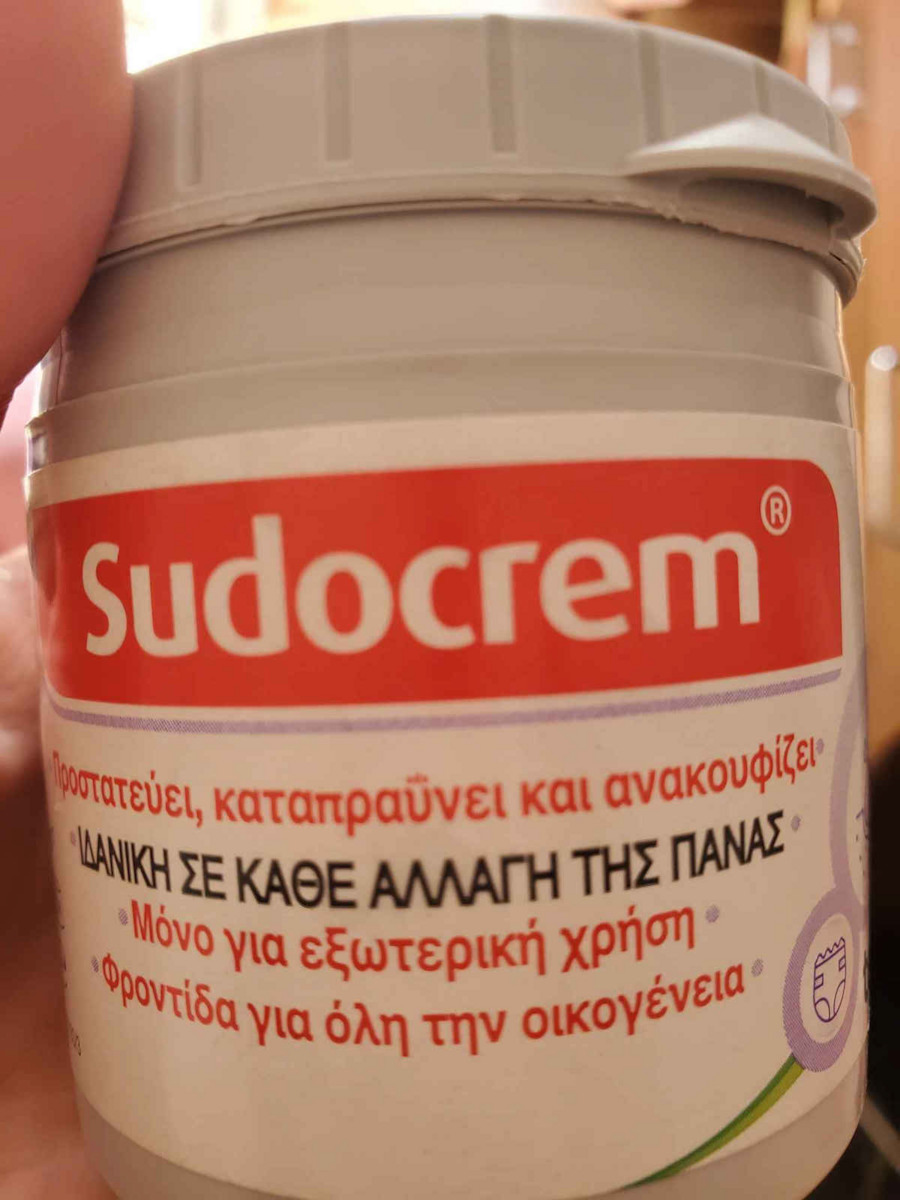 Sudocrem®
Προστατεύει, καταπραΰνει και ανακουφίζει
ΙΔΑΝΙΚΗ ΣΕ ΚΑΘΕ ΑΛΛΑΓΗ ΤΗΣ ΠΑΝΑΣ
Μόνο για εξωτερική χρήση
Φροντίδα για όλη την οικογένεια